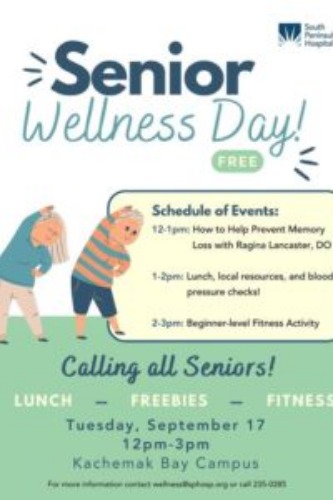 South
Peninsula
Hospital
Senior
Wellness Day!
FREE
Schedule of Events:
12-1pm: How to Help Prevent Memory
Loss with Ragina Lancaster, DO
1-2pm: Lunch, local resources, and blood
pressure checks!
2-3pm: Beginner-level Fitness Activity
Calling all Seniors!
LUNCH — FREEBIES — FITNESS
Tuesday, September 17
12pm-3pm
Kachemak Bay Campus
For more information contact wellness@sphosp.org or call 235-0285